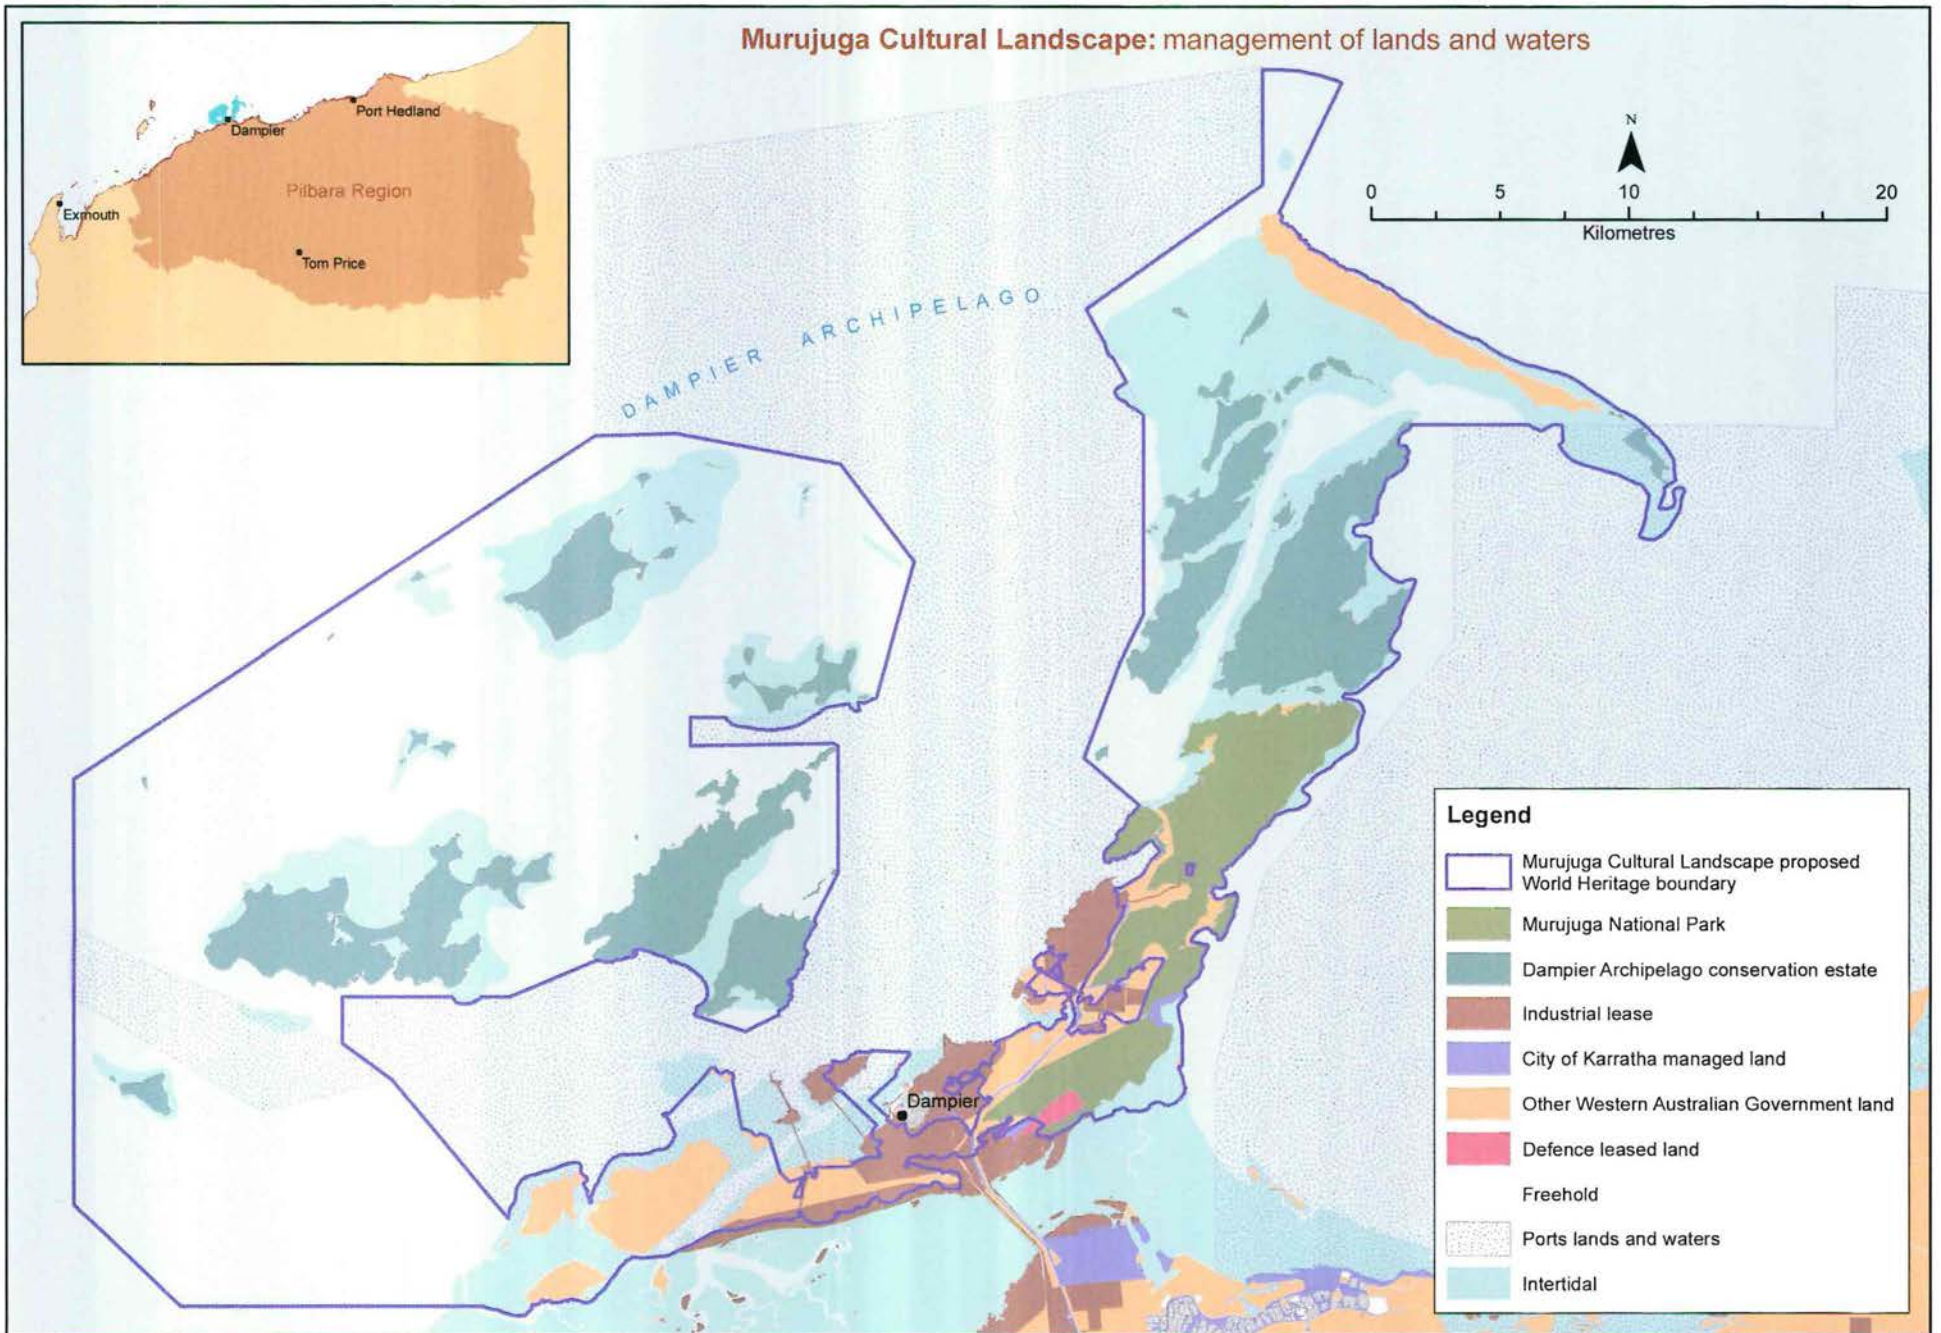 Murujuga Cultural Landscape: management of lands and waters
Port Hedland
Dampier
Pilbara Region
Exmouth
Tom Price
N
0 5 10 20
Kilometres
DAMPIER ARCHIPELAGO
Dampier
Legend
Murujuga Cultural Landscape proposed
World Heritage boundary
Murujuga National Park
Dampier Archipelago conservation estate
Industrial lease
City of Karratha managed land
Other Western Australian Government land
Defence leased land
Freehold
Ports lands and waters
Intertidal